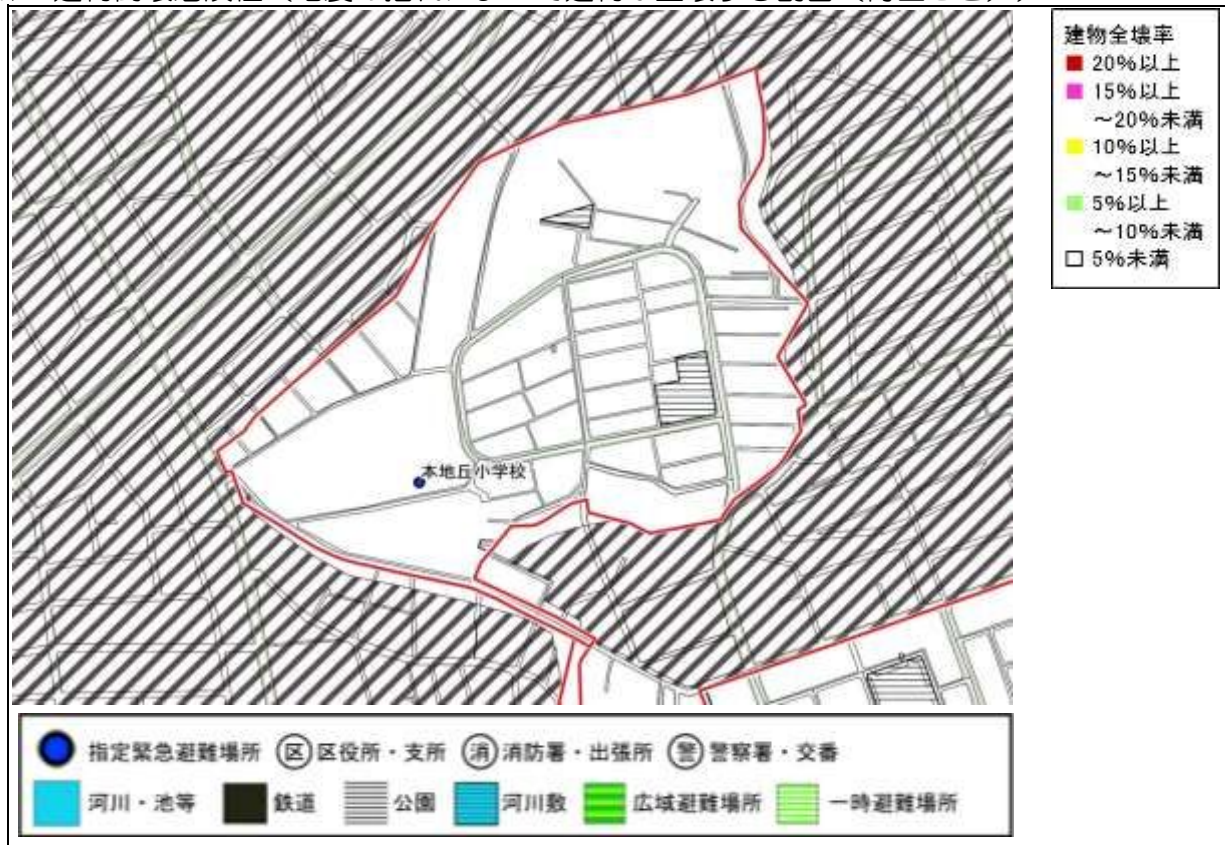 建物全壊率
20%以上
15%以上
～20%未満
10%以上
～15%未満
5%以上
～10%未満
5%未満
本地丘小学校
指定緊急避難場所 区 区役所・支所 消 消防署・出張所 警 警察署・交番
河川・池等 鉄道 公園 河川敷 広域避難場所 一時避難場所